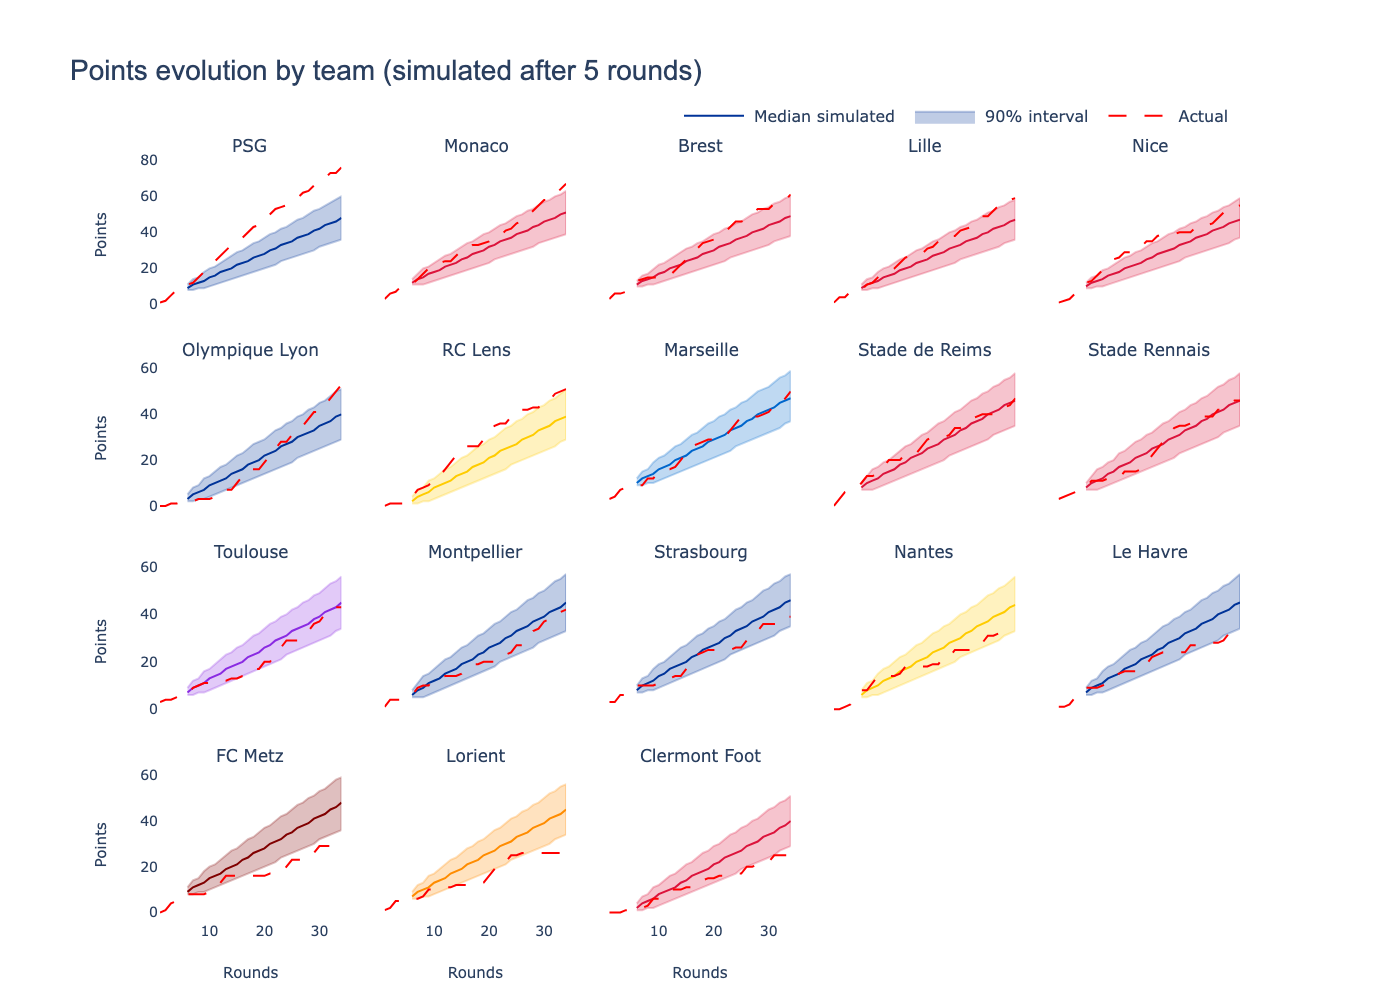 Points evolution by team (simulated after 5 rounds)
Median simulated 90% interval Actual
PSG Monaco Brest Lille Nice
80
60
40
20
0
Points
Olympique Lyon RC Lens Marseille Stade de Reims Stade Rennais
60
40
20
0
Points
Toulouse Montpellier Strasbourg Nantes Le Havre
60
40
20
0
Points
FC Metz Lorient Clermont Foot
60
40
20
0
Points
10 20 30 10 20 30 10 20 30
Rounds Rounds Rounds